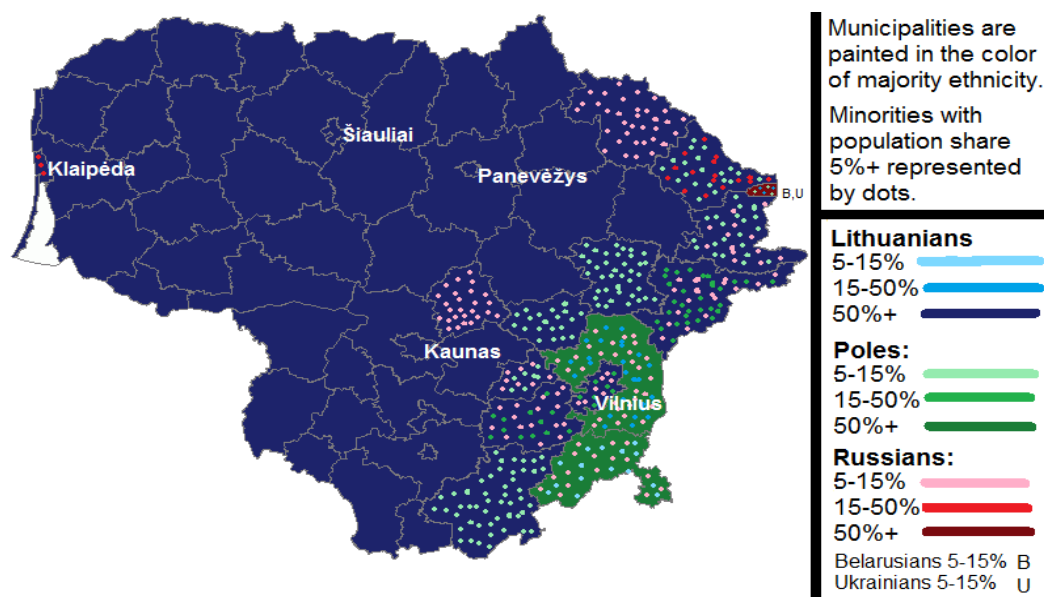 Municipalities are
painted in the color
of majority ethnicity.
Minorities with
population share
5%+ represented
by dots.
Šiauliai
Klaipėda
Panevėžys
B,U
Kaunas
Vilnius
Lithuanians
5-15%
15-50%
50%+
Poles:
5-15%
15-50%
50%+
Russians:
5-15%
15-50%
50%+
Belarusians 5-15% B
Ukrainians 5-15% U